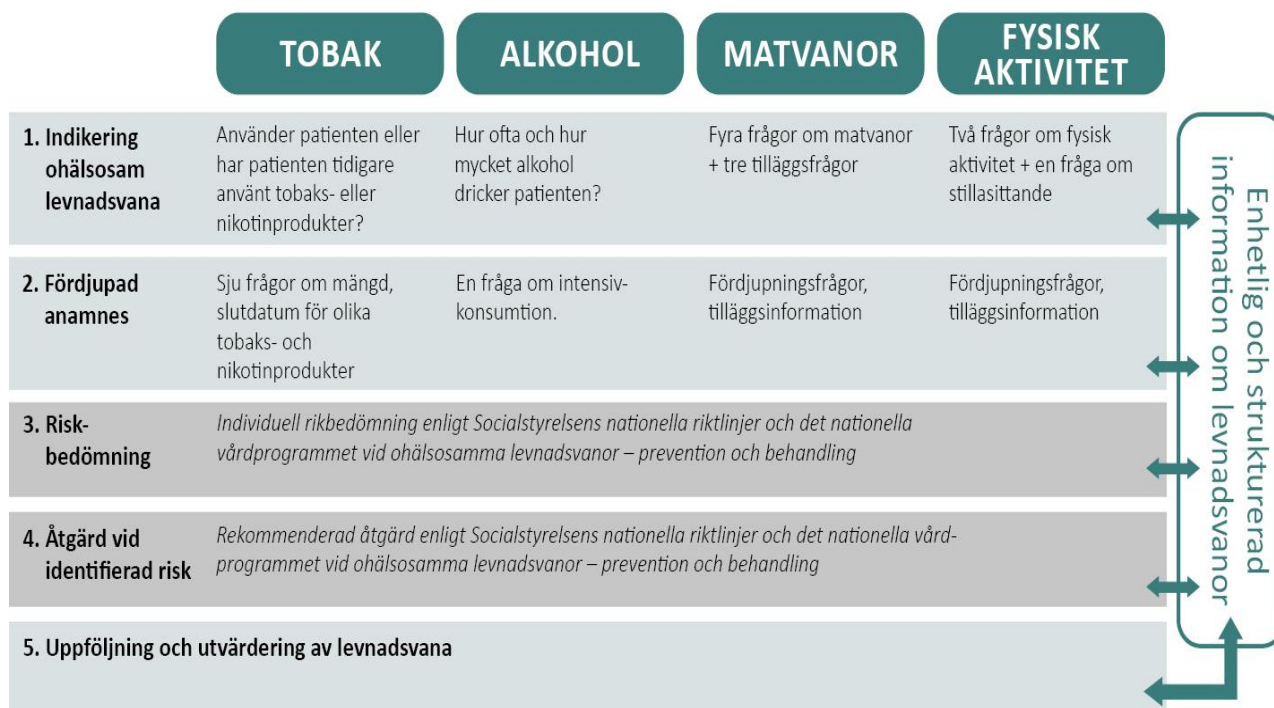 TOBAK
ALKOHOL
MATVANOR
FYSISK
AKTIVITET
1. Indikering
ohälsosam
levnadsvana
Använder patienten eller
har patienten tidigare
använt tobaks- eller
nikotinprodukter?
Hur ofta och hur
mycket alkohol
dricker patienten?
Fyra frågor om matvanor
+ tre tilläggsfrågor
Två frågor om fysisk
aktivitet + en fråga om
stillasittande
2. Fördjupad
anamnes
Sju frågor om mängd,
slutdatum för olika
tobaks- och
nikotinprodukter
En fråga om intensiv-
konsumtion.
Fördjupningsfrågor,
tilläggsinformation
Fördjupningsfrågor,
tilläggsinformation
3. Risk-
bedömning
Individuell rikbedömning enligt Socialstyrelsens nationella riktlinjer och det nationella
vårdprogrammet vid ohälsosamma levnadsvanor – prevention och behandling
4. Åtgärd vid
identifierad risk
Rekommenderad åtgärd enligt Socialstyrelsens nationella riktlinjer och det nationella vård-
programmet vid ohälsosamma levnadsvanor – prevention och behandling
5. Uppföljning och utvärdering av levnadsvana
Enhetlig och strukturerad
information om levnadsvanor